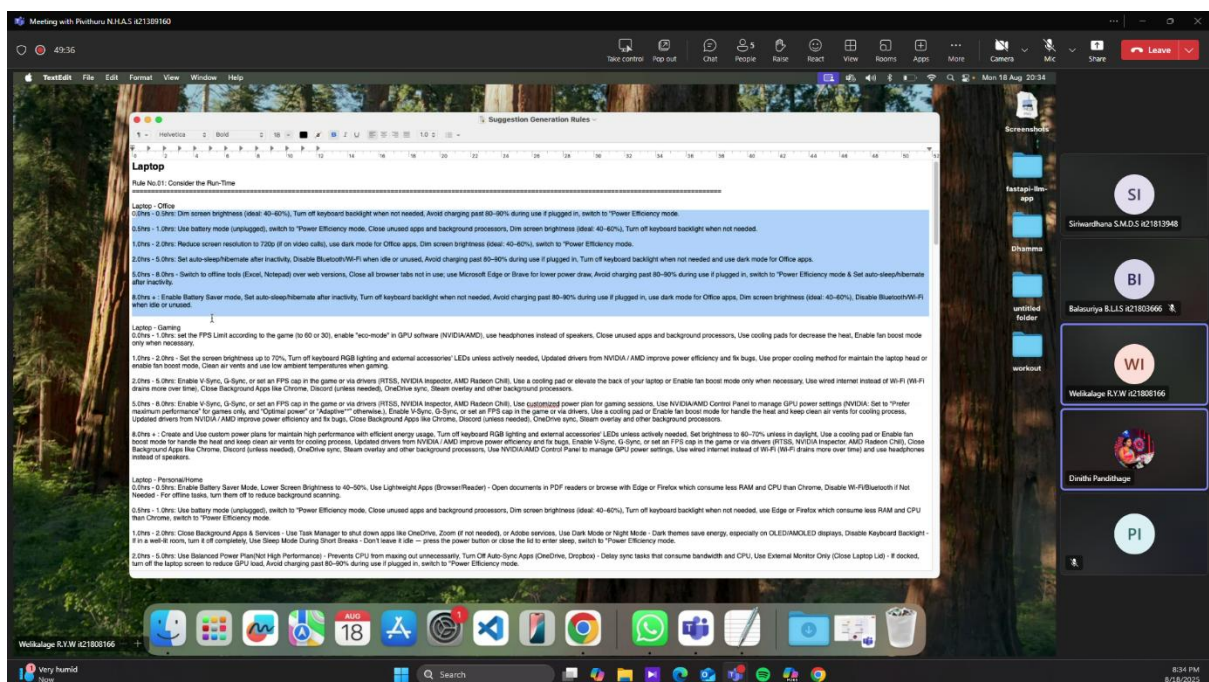 Meeting with Pivithuru N.H.A.S it21389160
49:36
Take control
Pop out
Chat
5
People
Raise
React
View
Rooms
Apps
More
Camera
Mic
Share
Leave
TextEdit File Edit Format View Window Help
Mon 18 Aug 20:34
Suggestion Generation Rules
Helvetica Bold 18 B I U 1.0
0 2 4 6 8 10 12 14 16 18 20 22 24 26 28 30 32 34 36 38 40 42 44 46 48 50 52
Laptop
Rule No.01: Consider the Run-Time
Laptop - Office
0.0hrs - 0.5hrs: Dim screen brightness (ideal: 40–60%), Turn off keyboard backlight when not needed, Avoid charging past 80–90% during use if plugged in, switch to "Power Efficiency mode.
0.5hrs - 1.0hrs: Use battery mode (unplugged), switch to "Power Efficiency mode, Close unused apps and background processors, Dim screen brightness (ideal: 40–60%), Turn off keyboard backlight when not needed.
1.0hrs - 2.0hrs: Reduce screen resolution to 720p (if on video calls), use dark mode for Office apps, Dim screen brightness (ideal: 40–60%), switch to "Power Efficiency mode.
2.0hrs - 5.0hrs: Set auto-sleep/hibernate after inactivity, Disable Bluetooth/Wi-Fi when idle or unused, Avoid charging past 80–90% during use if plugged in, Turn off keyboard backlight when not needed and use dark mode for Office apps.
5.0hrs - 8.0hrs - Switch to offline tools (Excel, Notepad) over web versions, Close all browser tabs not in use; use Microsoft Edge or Brave for lower power draw, Avoid charging past 80–90% during use if plugged in, switch to "Power Efficiency mode & Set auto-sleep/hibernate
after inactivity.
8.0hrs + : Enable Battery Saver mode, Set auto-sleep/hibernate after inactivity, Turn off keyboard backlight when not needed, Avoid charging past 80–90% during use if plugged in, use dark mode for Office apps, Dim screen brightness (ideal: 40–60%), Disable Bluetooth/Wi-Fi
when idle or unused.
Laptop - Gaming
0.0hrs - 1.0hrs: set the FPS Limit according to the game (to 60 or 30), enable "eco-mode" in GPU software (NVIDIA/AMD), use headphones instead of speakers, Close unused apps and background processors, Use cooling pads for decrease the heat, Enable fan boost mode
only when necessary.
1.0hrs - 2.0hrs - Set the screen brightness up to 70%, Turn off keyboard RGB lighting and external accessories' LEDs unless actively needed, Updated drivers from NVIDIA / AMD improve power efficiency and fix bugs, Use proper cooling method for maintain the laptop head or
enable fan boost mode, Clean air vents and use low ambient temperatures when gaming.
2.0hrs - 5.0hrs: Enable V-Sync, G-Sync, or set an FPS cap in the game or via drivers (RTSS, NVIDIA Inspector, AMD Radeon Chill), Use a cooling pad or elevate the back of your laptop or Enable fan boost mode only when necessary, Use wired internet instead of Wi-Fi (Wi-Fi
drains more over time), Close Background Apps like Chrome, Discord (unless needed), OneDrive sync, Steam overlay and other background processors.
5.0hrs - 8.0hrs: Enable V-Sync, G-Sync, or set an FPS cap in the game or via drivers (RTSS, NVIDIA Inspector, AMD Radeon Chill), Use customized power plan for gaming sessions, Use NVIDIA/AMD Control Panel to manage GPU power settings (NVIDIA: Set to "Prefer
maximum performance" for games only, and "Optimal power" or "Adaptive"" otherwise.), Enable V-Sync, G-Sync, or set an FPS cap in the game or via drivers, Use a cooling pad or Enable fan boost mode for handle the heat and keep clean air vents for cooling process,
Updated drivers from NVIDIA / AMD improve power efficiency and fix bugs, Close Background Apps like Chrome, Discord (unless needed), OneDrive sync, Steam overlay and other background processors.
8.0hrs + : Create and Use custom power plans for maintain high performance with efficient energy usage, Turn off keyboard RGB lighting and external accessories' LEDs unless actively needed, Set brightness to 60–70% unless in daylight, Use a cooling pad or Enable fan
boost mode for handle the heat and keep clean air vents for cooling process, Updated drivers from NVIDIA / AMD improve power efficiency and fix bugs, Enable V-Sync, G-Sync, or set an FPS cap in the game or via drivers (RTSS, NVIDIA Inspector, AMD Radeon Chill), Close
Background Apps like Chrome, Discord (unless needed), OneDrive sync, Steam overlay and other background processors, Use NVIDIA/AMD Control Panel to manage GPU power settings, Use wired internet instead of Wi-Fi (Wi-Fi drains more over time) and use headphones
instead of speakers.
Laptop - Personal/Home
0.0hrs - 0.5hrs: Enable Battery Saver Mode, Lower Screen Brightness to 40–50%, Use Lightweight Apps (Browser/Reader) - Open documents in PDF readers or browse with Edge or Firefox which consume less RAM and CPU than Chrome, Disable Wi-Fi/Bluetooth if Not
Needed - For offline tasks, turn them off to reduce background scanning.
0.5hrs - 1.0hrs: Use battery mode (unplugged), switch to "Power Efficiency mode, Close unused apps and background processors, Dim screen brightness (ideal: 40–60%), Turn off keyboard backlight when not needed, use Edge or Firefox which consume less RAM and CPU
than Chrome, switch to "Power Efficiency mode.
1.0hrs - 2.0hrs: Close Background Apps & Services - Use Task Manager to shut down apps like OneDrive, Zoom (if not needed), or Adobe services, Use Dark Mode or Night Mode - Dark themes save energy, especially on OLED/AMOLED displays, Disable Keyboard Backlight -
If in a well-lit room, turn it off completely, Use Sleep Mode During Short Breaks - Don't leave it idle — press the power button or close the lid to enter sleep, switch to "Power Efficiency mode.
2.0hrs - 5.0hrs: Use Balanced Power Plan(Not High Performance) - Prevents CPU from maxing out unnecessarily, Turn Off Auto-Sync Apps (OneDrive, Dropbox) - Delay sync tasks that consume bandwidth and CPU, Use External Monitor Only (Close Laptop Lid) - If docked,
turn off the laptop screen to reduce GPU load, Avoid charging past 80–90% during use if plugged in, switch to "Power Efficiency mode.
Screenshots
fastapi-llm-
app
Dhamma
untitled
folder
workout
SI
Siriwardhana S.M.D.S it21813948
BI
Balasuriya B.L.I.S it21803666
WI
Welikalage R.Y.W it21808166
Dinithi Pandithage
PI
AUG
18
1
Welikalage R.Y.W it21808166
Very humid
Now
Search
8:34 PM
8/18/2025